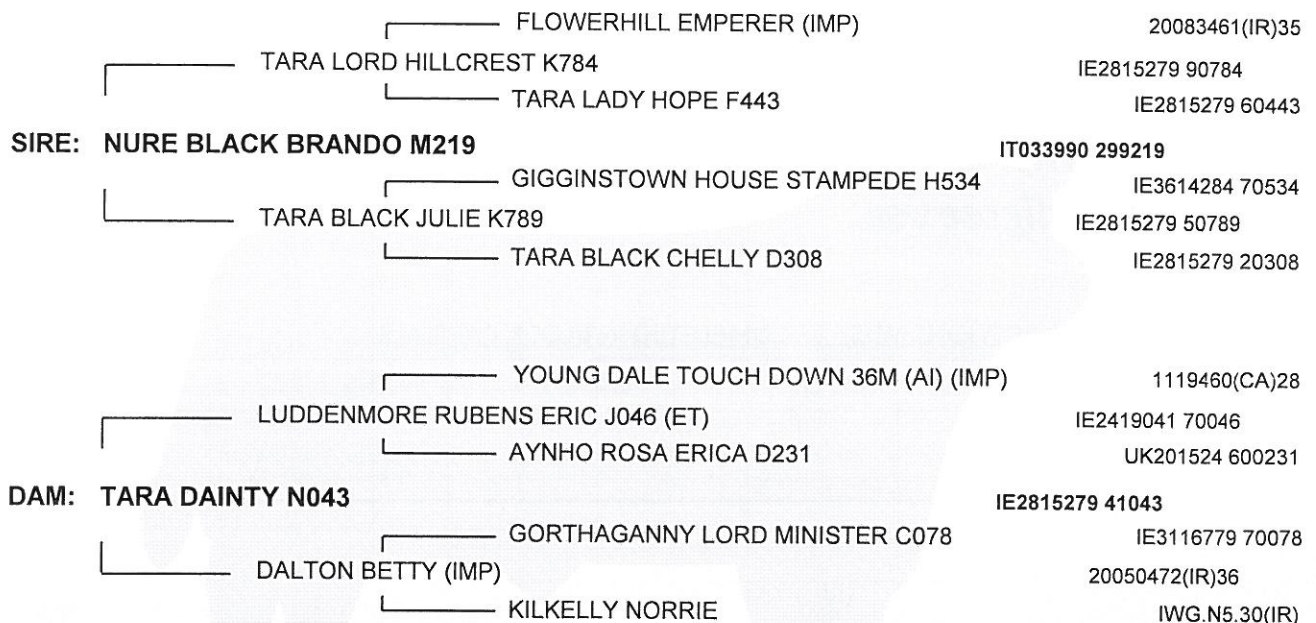 FLOWERHILL EMPERER (IMP) 20083461(IR)35
TARA LORD HILLCREST K784 IE2815279 90784
TARA LADY HOPE F443 IE2815279 60443
SIRE: NURE BLACK BRANDO M219 IT033990 299219
GIGGINSTOWN HOUSE STAMPEDE H534 IE3614284 70534
TARA BLACK JULIE K789 IE2815279 50789
TARA BLACK CHELLY D308 IE2815279 20308
YOUNG DALE TOUCH DOWN 36M (AI) (IMP) 1119460(CA)28
LUDDENMORE RUBENS ERIC J046 (ET) IE2419041 70046
AYNHO ROSA ERICA D231 UK201524 600231
DAM: TARA DAINTY N043 IE2815279 41043
GORTHAGANNY LORD MINISTER C078 IE3116779 70078
DALTON BETTY (IMP) 20050472(IR)36
KILKELLY NORRIE IWG.N5.30(IR)